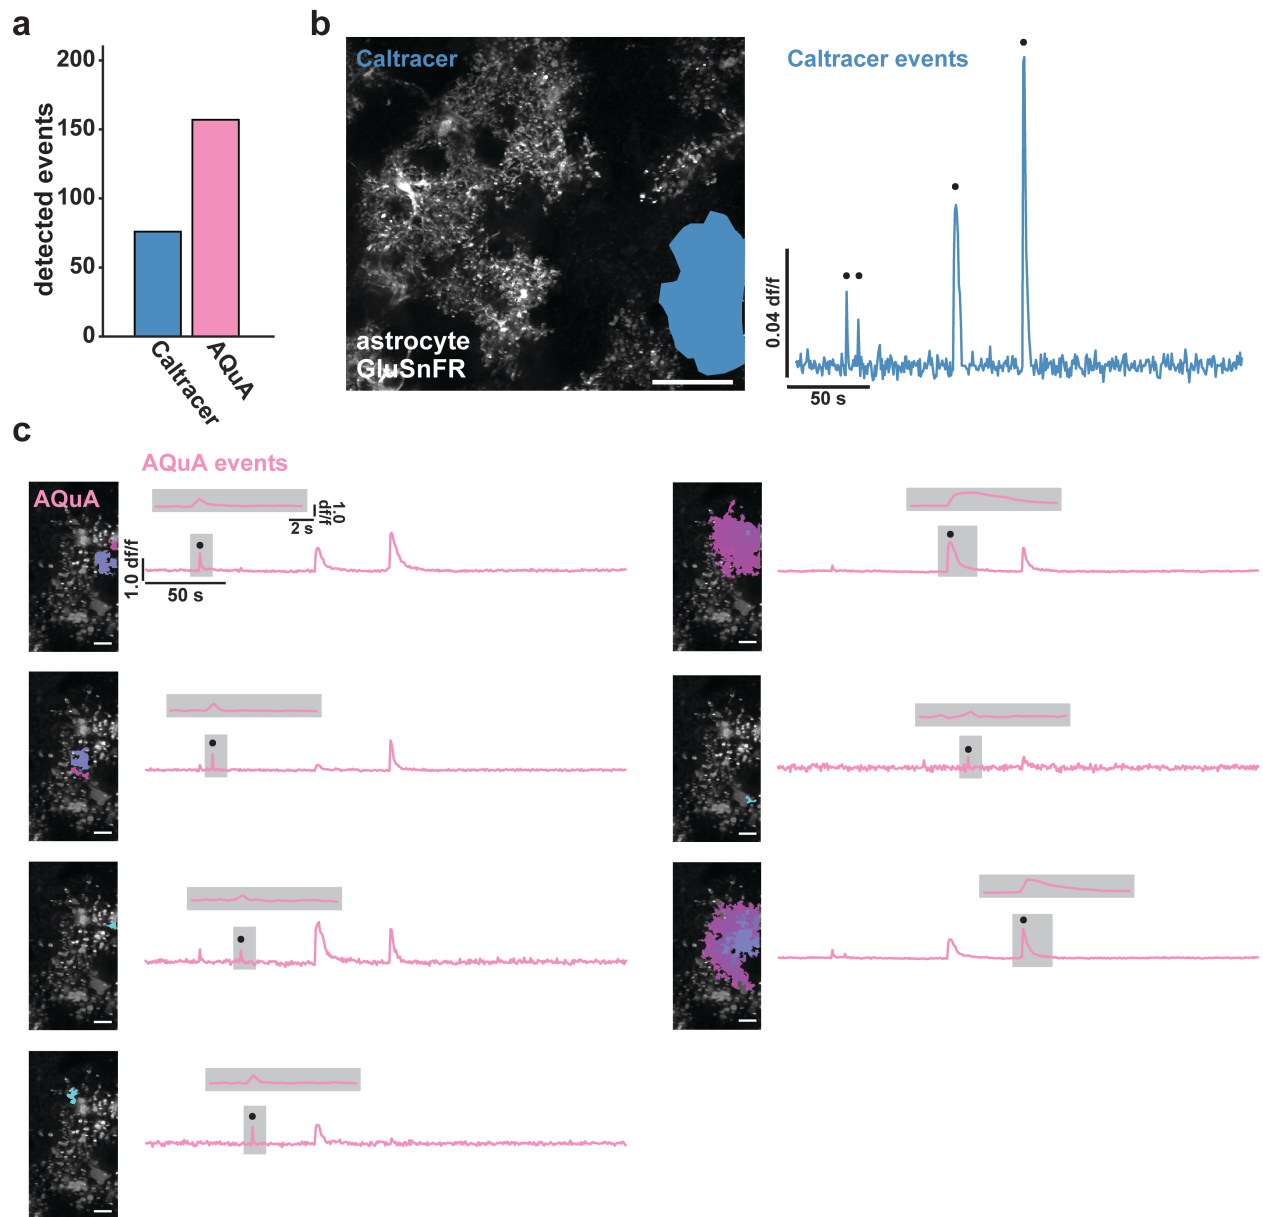 a
detected events
200
150
100
50
0
Caltracer
AQuA
b
Caltracer
astrocyte
GluSnFR
Caltracer events
0.04 df/f
50 s
c
AQuA events
AQuA
1.0 df/f
50 s
2 s
1.0
df/f